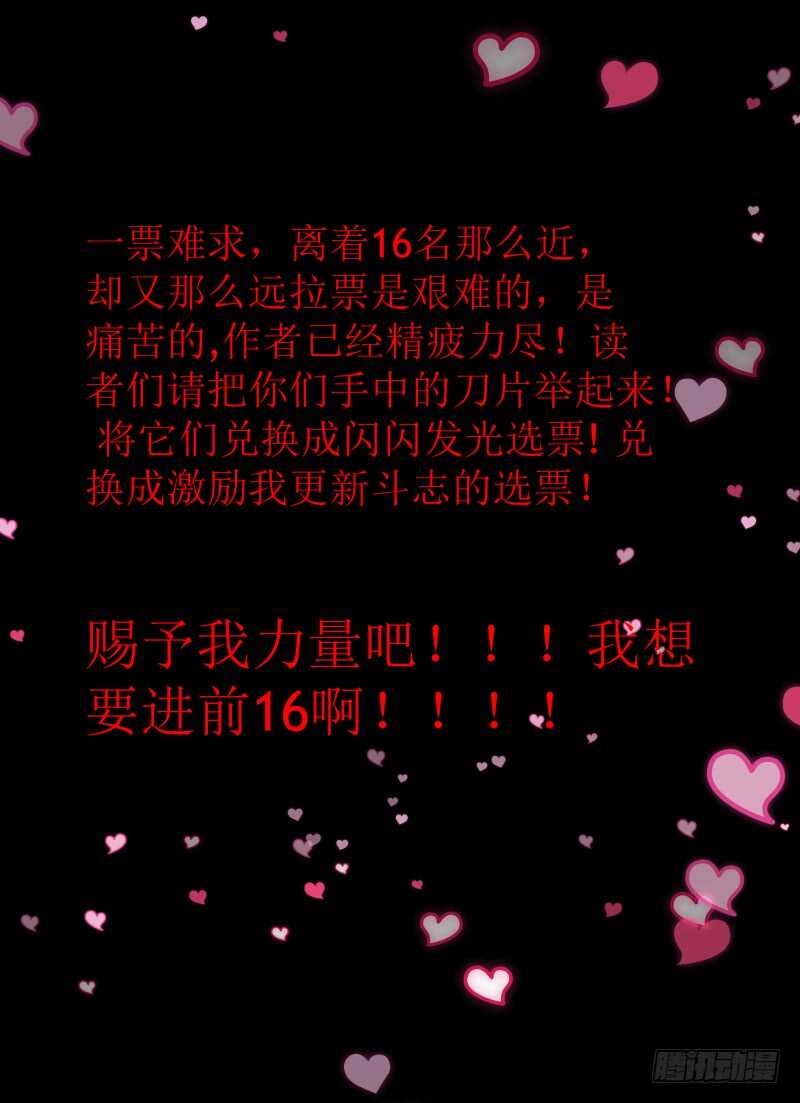 一票难求，离着16名那么近，
却又那么远拉票是艰难的，是
痛苦的,作者已经精疲力尽！读
者们请把你们手中的刀片举起来！
将它们兑换成闪闪发光选票！兑
换成激励我更新斗志的选票！
赐予我力量吧！！！我想
要进前16啊！！！！
腾讯动漫